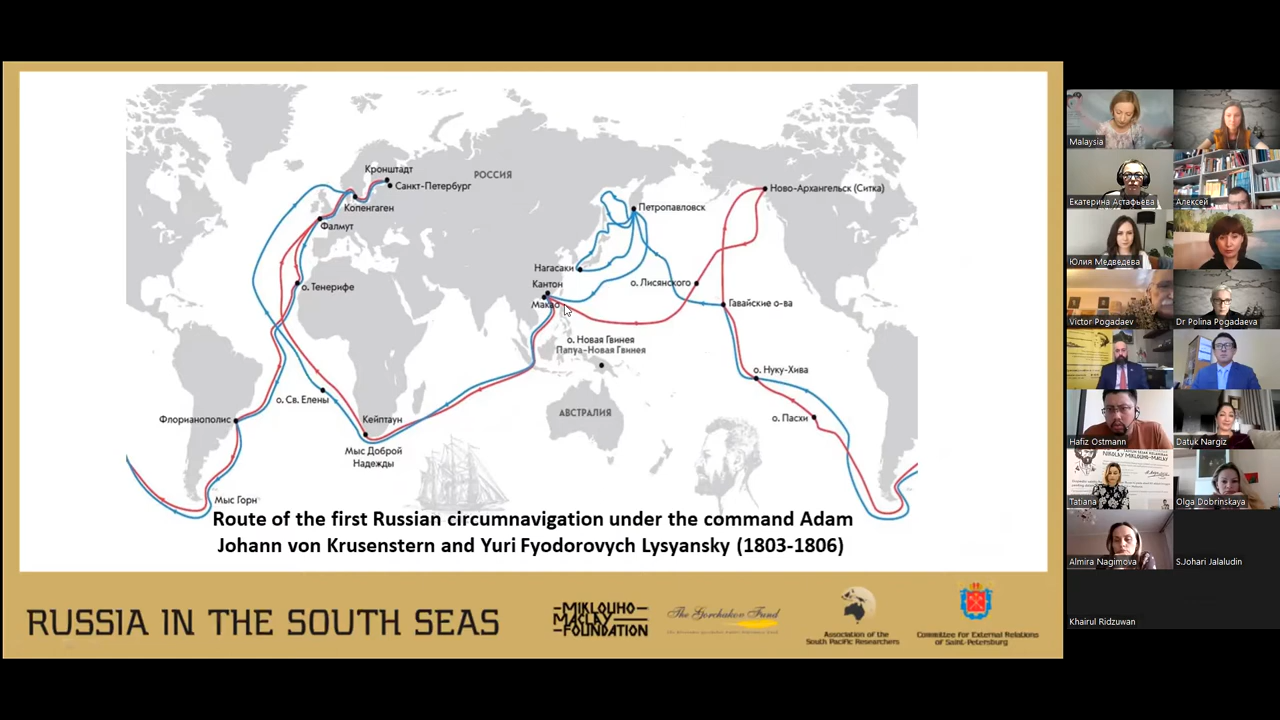 Кронштадт
Санкт-Петербург
РОССИЯ
Копенгаген
Фалмут
о. Тенерифе
Флорианополис
о. Св. Елены
Кейптаун
Мыс Доброй
Надежды
Мыс Горн
Петропавловск
Ново-Архангельск (Ситка)
Нагасаки
Кантон
Макао
о. Лисянского
Гавайские о-ва
о. Новая Гвинея
Папуа-Новая Гвинея
о. Нуку-Хива
АВСТРАЛИЯ
о. Пасхи
Route of the first Russian circumnavigation under the command Adam
Johann von Krusenstern and Yuri Fyodorovych Lysyansky (1803-1806)
RUSSIA IN THE SOUTH SEAS
MIKLOUHO
MACLAY
FOUNDATION
The Gorchakov Fund
Association of the
South Pacific Researchers
Committee for External Relations
of Saint-Petersburg
Malaysia
Екатерина Астафьева
Алексей
Юлия Медведева
Victor Pogadaev
Dr Polina Pogadaeva
Hafiz Ostmann
Datuk Nargiz
NIKOLAY MIKLOUHO-MACLAY
Tatiana
Olga Dobrinskaya
Almira Nagimova
S.Johari Jalaludin
Khairul Ridzuwan